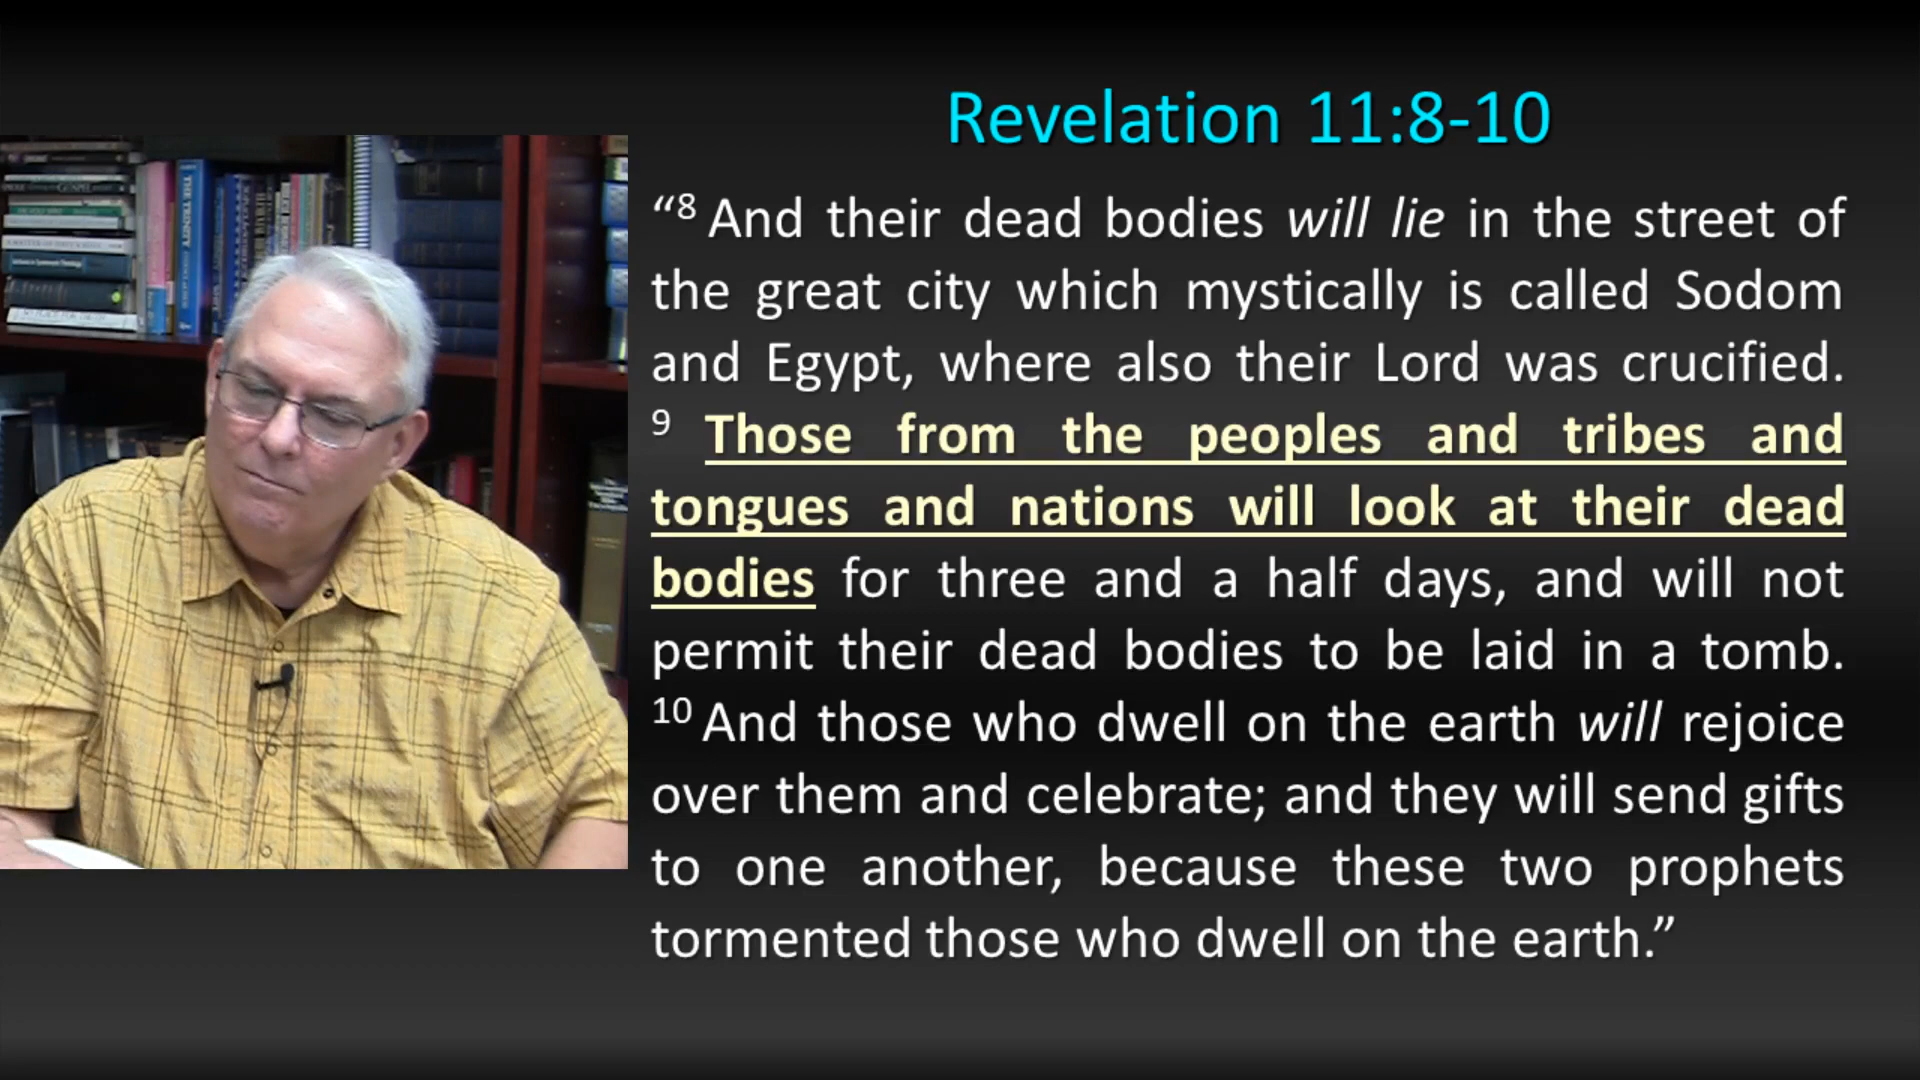 Revelation 11:8-10
“8 And their dead bodies will lie in the street of
the great city which mystically is called Sodom
and Egypt, where also their Lord was crucified.
9 Those from the peoples and tribes and
tongues and nations will look at their dead
bodies for three and a half days, and will not
permit their dead bodies to be laid in a tomb.
10 And those who dwell on the earth will rejoice
over them and celebrate; and they will send gifts
to one another, because these two prophets
tormented those who dwell on the earth.”
THE TRINITY